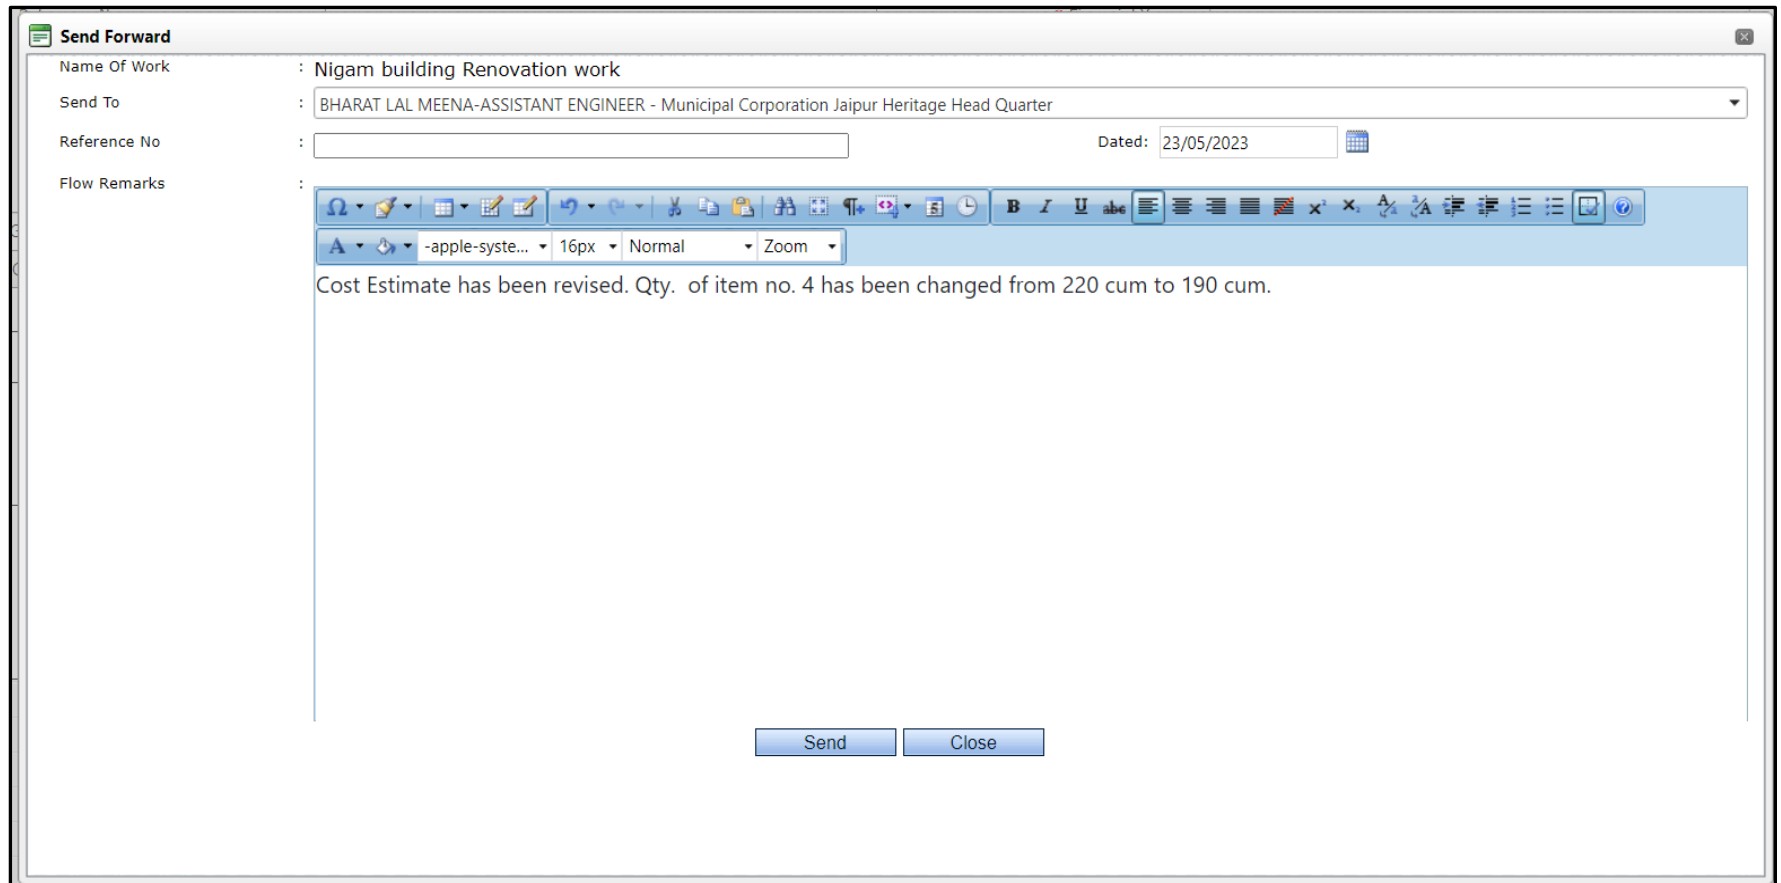 Send Forward
Name Of Work : Nigam building Renovation work
Send To : BHARAT LAL MEENA-ASSISTANT ENGINEER - Municipal Corporation Jaipur Heritage Head Quarter
Reference No : Dated: 23/05/2023
Flow Remarks :
-apple-syste... 16px Normal Zoom
Cost Estimate has been revised. Qty.  of item no. 4 has been changed from 220 cum to 190 cum.
Send Close